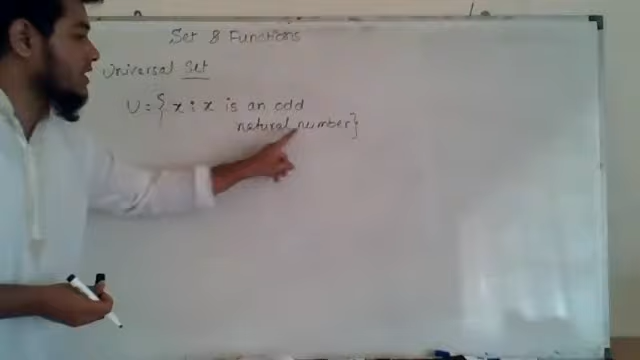 Set & Functions
Universal Set
U = { x : x is an odd
natural number}